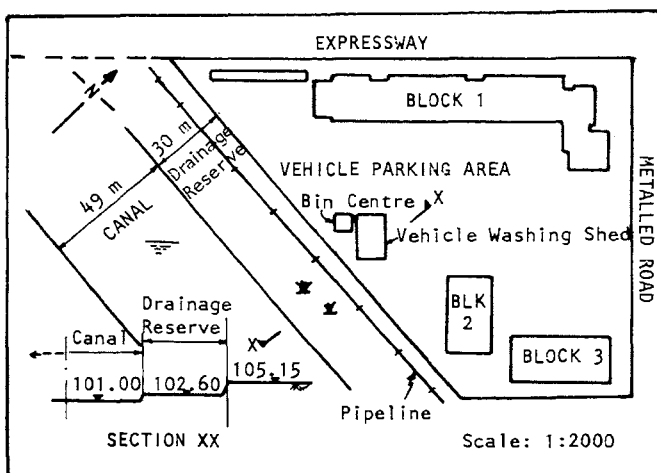 EXPRESSWAY
N
BLOCK 1
30 m
Drainage
Reserve
49 m
CANAL
VEHICLE PARKING AREA
Bin Centre
X
Vehicle Washing Shed
METALLED ROAD
BLK
2
BLOCK 3
Drainage
Reserve
Canal
X
101.00 102.60 105.15
Pipeline
SECTION XX
Scale: 1:2000